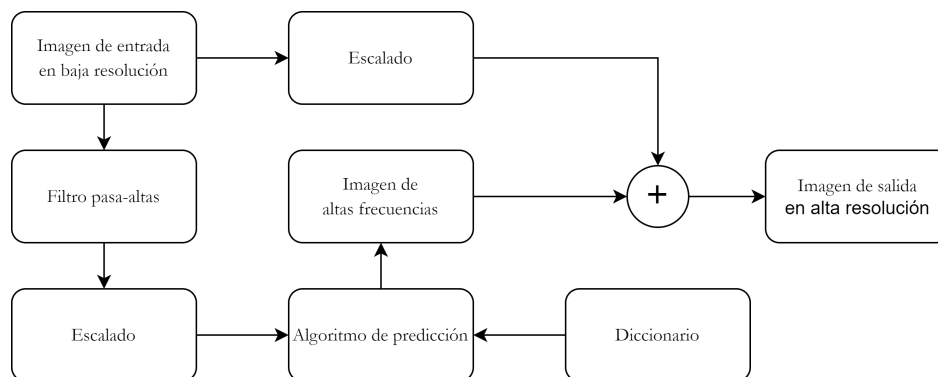 Imagen de entrada
en baja resolución
Escalado
Filtro pasa-altas
Imagen de
altas frecuencias
+
Imagen de salida
en alta resolución
Escalado
Algoritmo de predicción
Diccionario